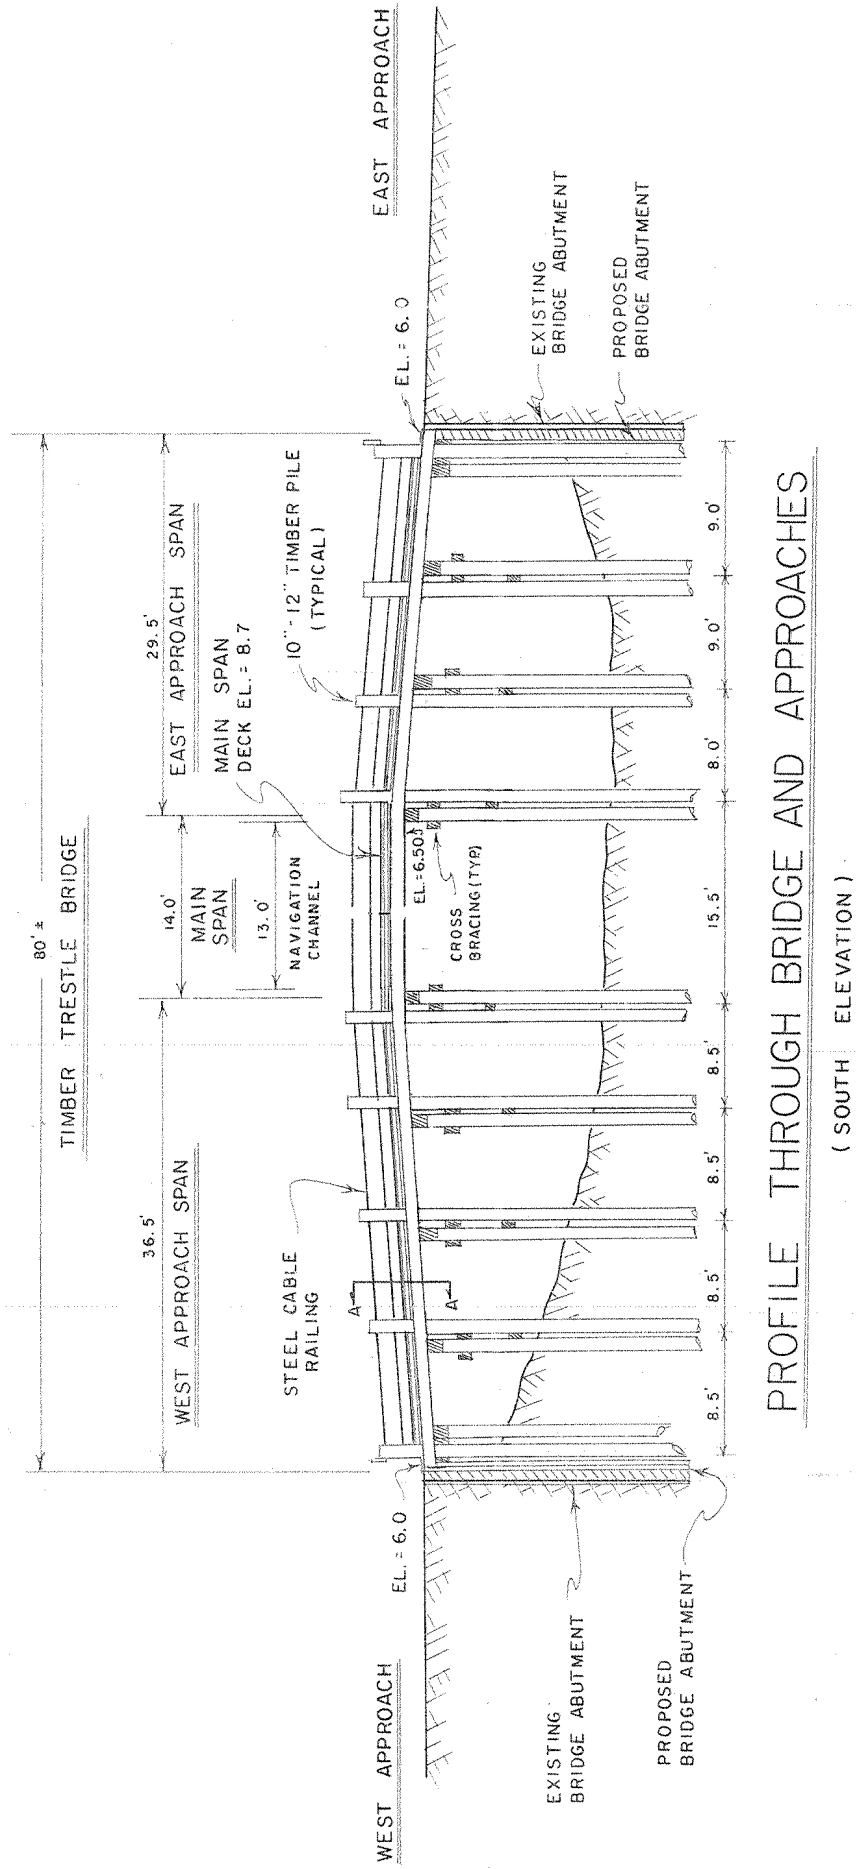 80' ±
TIMBER TRESTLE BRIDGE
36.5'
WEST APPROACH SPAN
14.0'
MAIN
SPAN
13.0'
NAVIGATION
CHANNEL
29.5'
EAST APPROACH SPAN
MAIN SPAN
DECK EL. = 8.7
STEEL CABLE
RAILING
10"-12" TIMBER PILE
(TYPICAL)
WEST APPROACH
EAST APPROACH
EL. = 6.0
EL. = 6.0
A
A
EL.=6.50
CROSS
BRACING (TYP)
EXISTING
BRIDGE ABUTMENT
PROPOSED
BRIDGE ABUTMENT
EXISTING
BRIDGE ABUTMENT
PROPOSED
BRIDGE ABUTMENT
8.5' 8.5' 8.5' 8.5' 15.5' 8.0' 9.0' 9.0'
PROFILE THROUGH BRIDGE AND APPROACHES
( SOUTH ELEVATION )